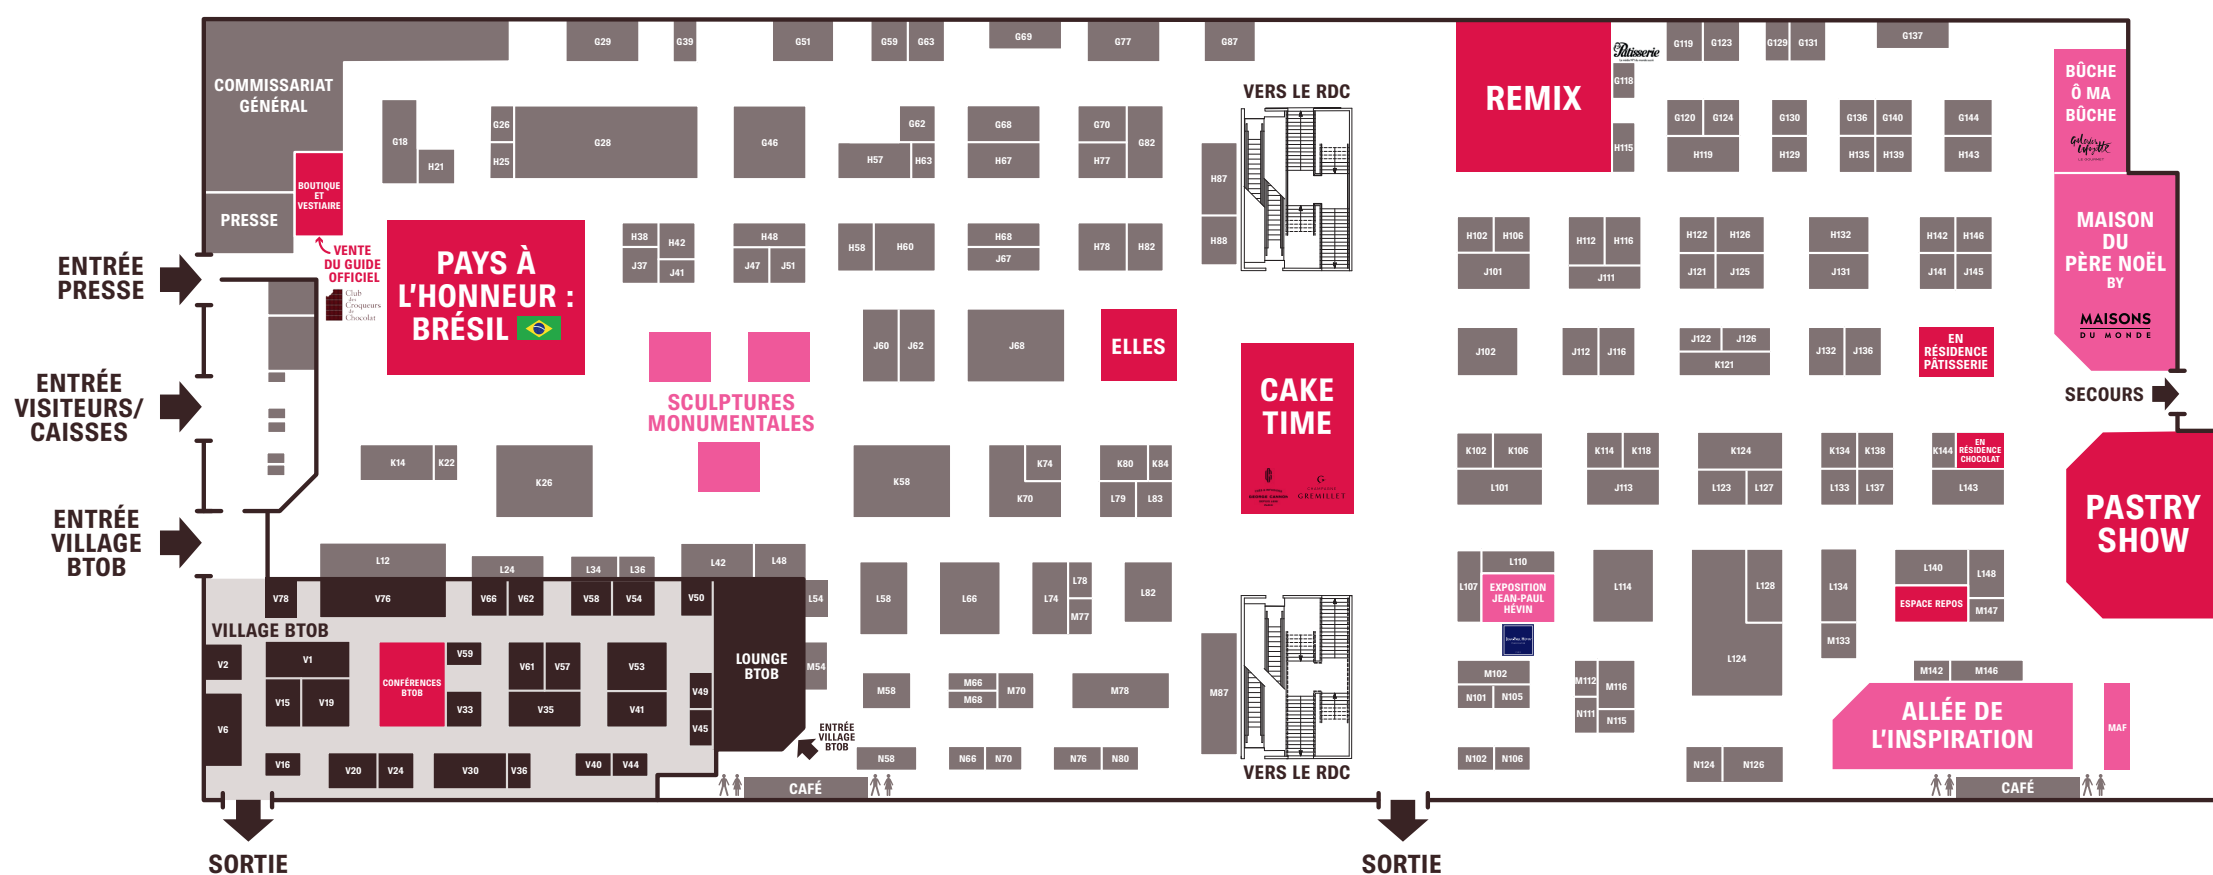 G29
G39
G51
G59
G63
G69
G77
G87
G119
G123
G129
G131
G137
COMMISSARIAT
GÉNÉRAL
PRESSE
BOUTIQUE
ET
VESTIAIRE
VENTE
DU GUIDE
OFFICIEL
Club
des
Croqueurs
de
Chocolat
G18
H21
G26
H25
G28
G46
G62
H57
H63
G68
H67
G70
H77
G82
VERS LE RDC
H87
H88
REMIX
Pâtisserie
G118
H115
G120
G124
H119
G130
H129
G136
G140
H135
H139
G144
H143
BÛCHE
Ô MA
BÛCHE
Galeries
Lafayette
LE GOURMET
MAISON
DU
PÈRE NOËL
BY
MAISONS
DU MONDE
ENTRÉE
PRESSE
PAYS À
L'HONNEUR :
BRÉSIL
H38
H42
J37
J41
H48
J47
J51
H58
H60
H68
J67
H78
H82
H102
H106
J101
H112
H116
J111
H122
H126
J121
J125
H132
J131
H142
H146
J141
J145
ENTRÉE
VISITEURS/
CAISSES
SCULPTURES
MONUMENTALES
J60
J62
J68
ELLES
CAKE
TIME
GREMILLET
J102
J112
J116
J122
J126
K121
J132
J136
EN
RÉSIDENCE
PÂTISSERIE
SECOURS
K14
K22
K26
K58
K74
K70
K80
K84
L79
L83
K102
K106
L101
K114
K118
J113
K124
L123
L127
K134
K138
L133
L137
K144
EN
RÉSIDENCE
CHOCOLAT
L143
PASTRY
SHOW
ENTRÉE
VILLAGE
BTOB
L12
L24
L34
L36
L42
L48
L54
M54
L58
L66
L74
L78
M77
L82
L107
L110
EXPOSITION
JEAN-PAUL
HÉVIN
L114
L128
L124
L134
M133
L140
ESPACE REPOS
L148
M147
V78
V76
V66
V62
V58
V54
V50
VILLAGE BTOB
V2
V1
V15
V19
V6
CONFÉRENCES
BTOB
V59
V33
V61
V57
V35
V53
V41
V49
V45
LOUNGE
BTOB
V16
V20
V24
V30
V36
V40
V44
ENTRÉE
VILLAGE
BTOB
M58
M66
M68
M70
M78
M87
N58
N66
N70
N76
N80
VERS LE RDC
M102
N101
N105
M112
M116
N111
N115
N102
N106
N124
N126
M142
M146
ALLÉE DE
L'INSPIRATION
MAF
CAFÉ
CAFÉ
SORTIE
SORTIE